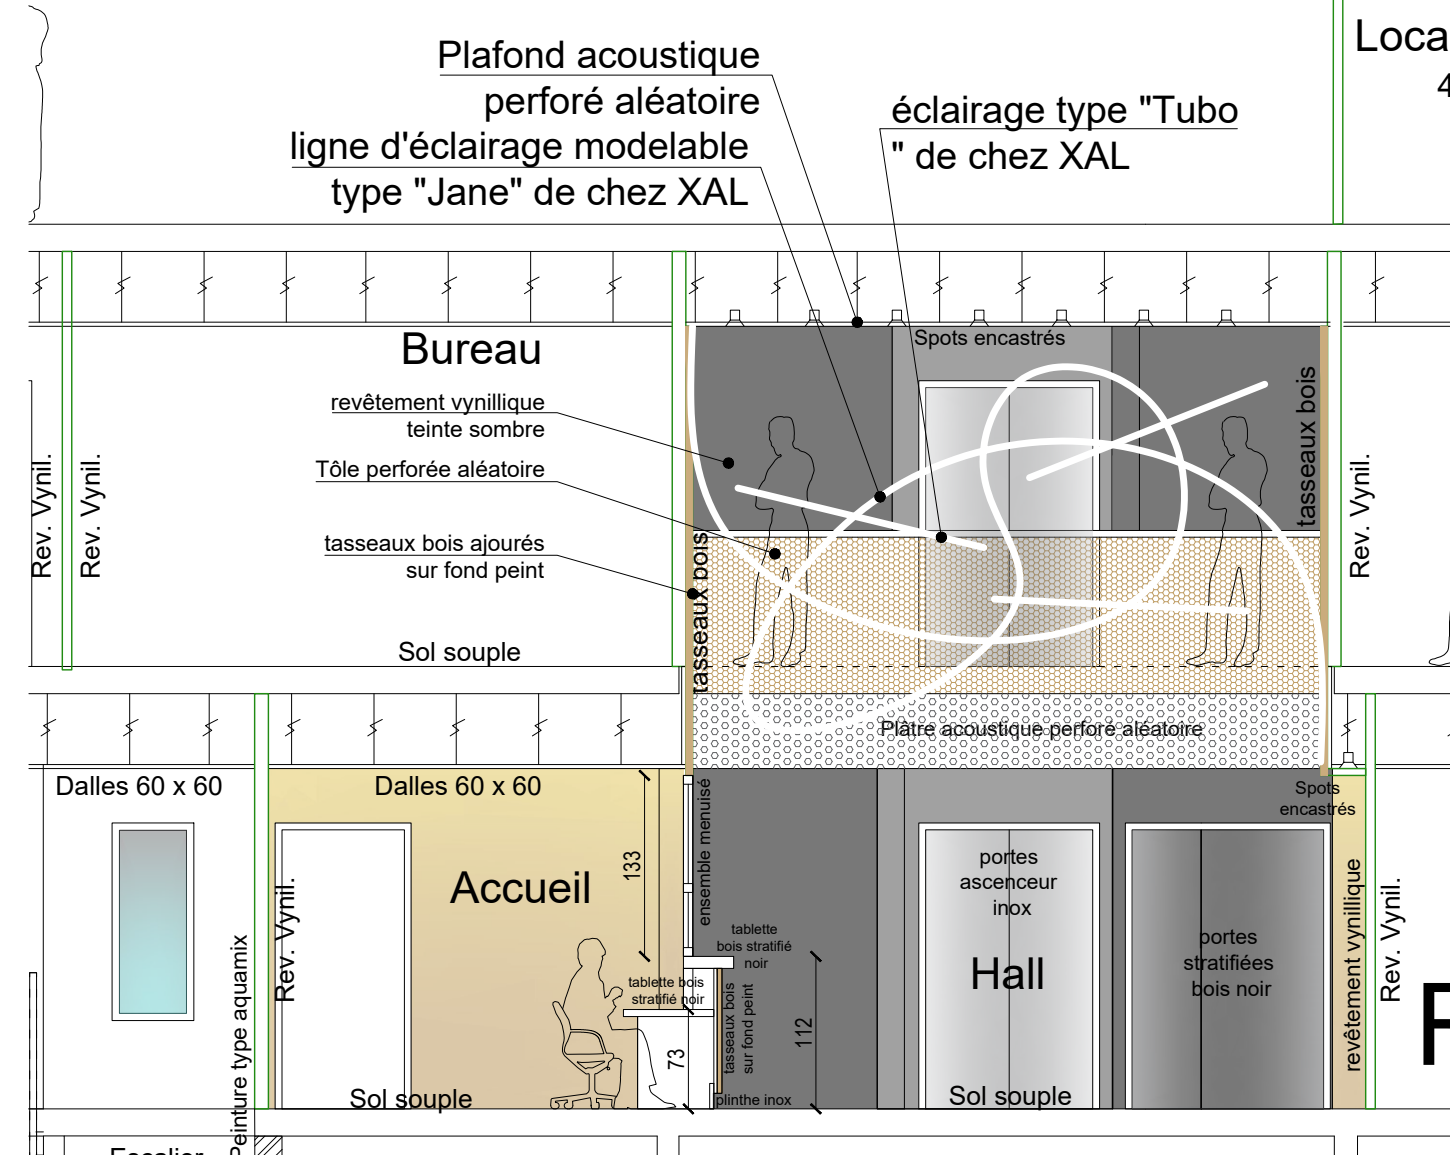 Plafond acoustique
perforé aléatoire
ligne d'éclairage modelable
type "Jane" de chez XAL
éclairage type "Tubo
" de chez XAL
Loca
4
Bureau
Spots encastrés
revêtement vynillique
teinte sombre
Tôle perforée aléatoire
tasseaux bois ajourés
sur fond peint
Rev. Vynil.
Rev. Vynil.
tasseaux bois
tasseaux bois
Rev. Vynil.
Sol souple
Plâtre acoustique perforé aléatoire
Dalles 60 x 60
Dalles 60 x 60
Spots
encastrés
ensemble menuisé
133
Accueil
portes
ascenceur
inox
Hall
portes
stratifiées
bois noir
tablette
bois stratifié
noir
tablette bois
stratifié noir
tasseaux bois
sur fond peint
112
73
Rev. Vynil.
Peinture type aquamix
revêtement vynillique
Rev. Vynil.
Sol souple
plinthe inox
Sol souple
Escalier